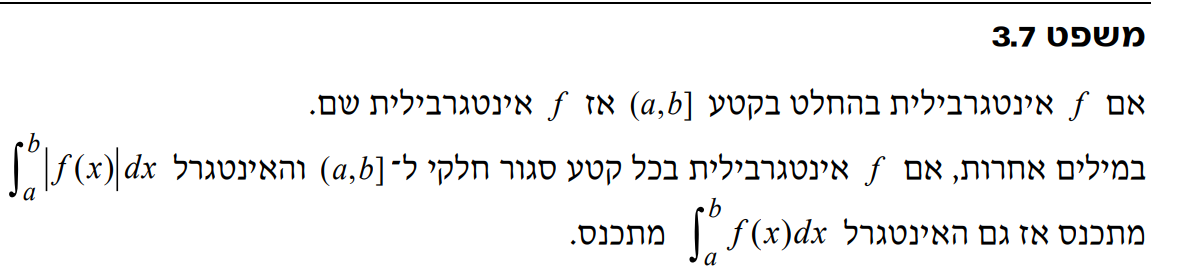 משפט 3.7
אם f אינטגרבילית בהחלט בקטע (a,b] אז f אינטגרבילית שם.
במילים אחרות, אם f אינטגרבילית בכל קטע סגור חלקי ל־(a,b] והאינטגרל ∫_a^b |f(x)| dx
מתכנס אז גם האינטגרל ∫_a^b f(x)dx מתכנס.